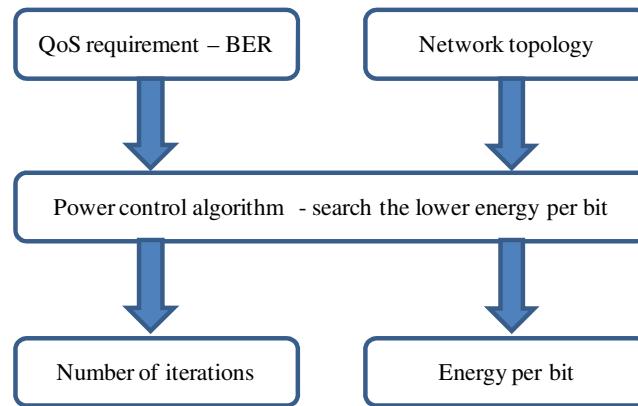 QoS requirement – BER
Network topology
Power control algorithm - search the lower energy per bit
Number of iterations
Energy per bit